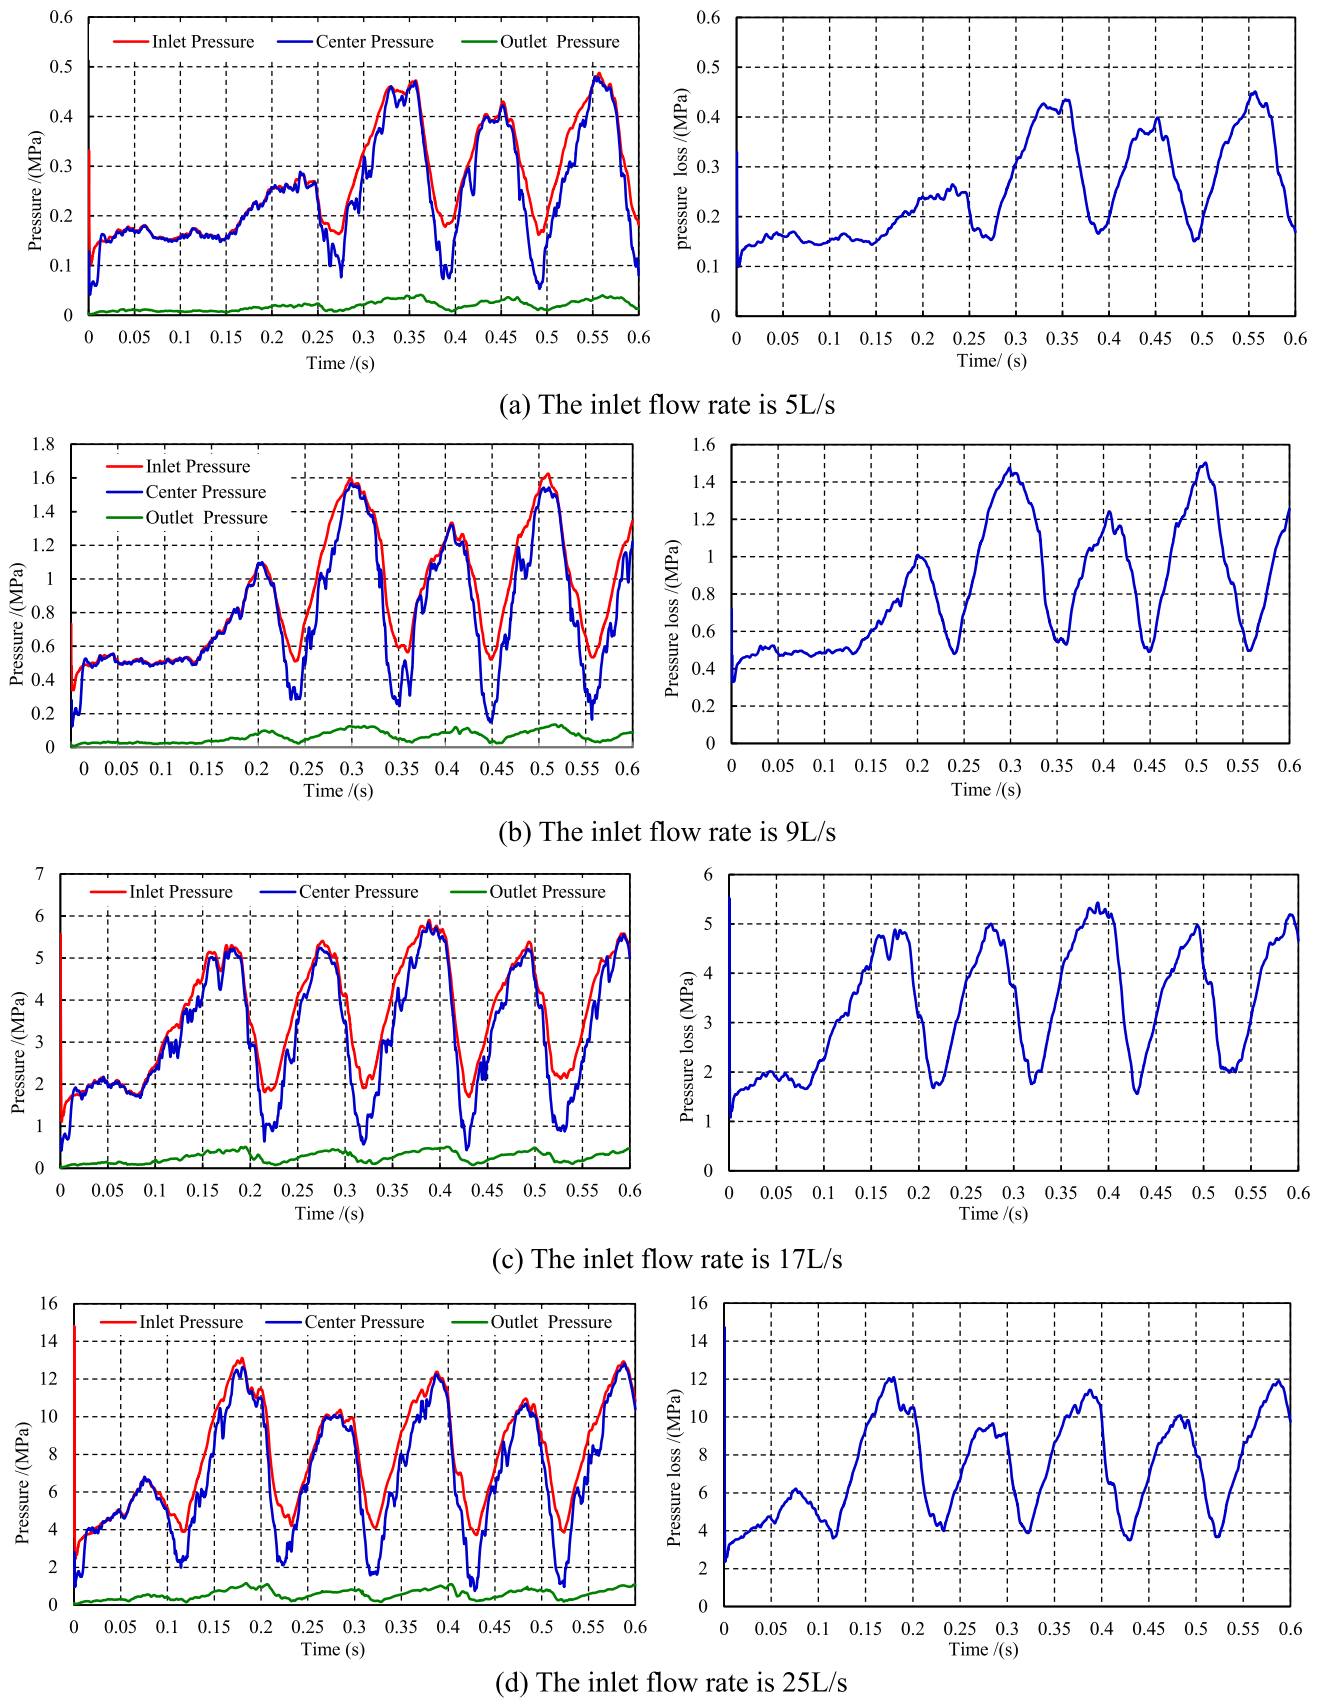 0.6
0.5
0.4
0.3
0.2
0.1
0
Pressure /(MPa)
Inlet Pressure Center Pressure Outlet Pressure
0 0.05 0.1 0.15 0.2 0.25 0.3 0.35 0.4 0.45 0.5 0.55 0.6
Time /(s)
0.6
0.5
0.4
0.3
0.2
0.1
0
pressure loss /(MPa)
0 0.05 0.1 0.15 0.2 0.25 0.3 0.35 0.4 0.45 0.5 0.55 0.6
Time/ (s)
(a) The inlet flow rate is 5L/s
1.8
1.6
1.4
1.2
1
0.8
0.6
0.4
0.2
0
Pressure /(MPa)
Inlet Pressure
Center Pressure
Outlet Pressure
0 0.05 0.1 0.15 0.2 0.25 0.3 0.35 0.4 0.45 0.5 0.55 0.6
Time /(s)
1.6
1.4
1.2
1
0.8
0.6
0.4
0.2
0
Pressure loss /(MPa)
0 0.05 0.1 0.15 0.2 0.25 0.3 0.35 0.4 0.45 0.5 0.55 0.6
Time /(s)
(b) The inlet flow rate is 9L/s
7
6
5
4
3
2
1
0
Pressure /(MPa)
Inlet Pressure Center Pressure Outlet Pressure
0 0.05 0.1 0.15 0.2 0.25 0.3 0.35 0.4 0.45 0.5 0.55 0.6
Time /(s)
6
5
4
3
2
1
0
Pressure loss (MPa)
0 0.05 0.1 0.15 0.2 0.25 0.3 0.35 0.4 0.45 0.5 0.55 0.6
Time /(s)
(c) The inlet flow rate is 17L/s
16
14
12
10
8
6
4
2
0
Pressure /(MPa)
Inlet Pressure Center Pressure Outlet Pressure
0 0.05 0.1 0.15 0.2 0.25 0.3 0.35 0.4 0.45 0.5 0.55 0.6
Time (s)
16
14
12
10
8
6
4
2
0
Pressure loss /(MPa)
0 0.05 0.1 0.15 0.2 0.25 0.3 0.35 0.4 0.45 0.5 0.55 0.6
Time /(s)
(d) The inlet flow rate is 25L/s